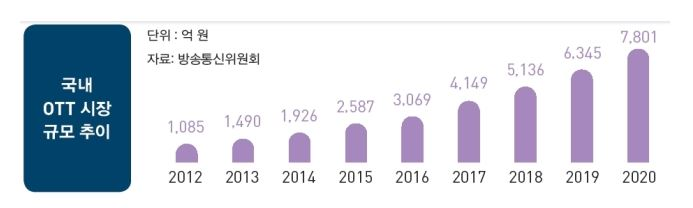 국내
OTT 시장
규모 추이
단위 : 억 원
자료: 방송통신위원회
1,085 1,490 1,926 2,587 3,069 4,149 5,136 6,345 7,801
2012 2013 2014 2015 2016 2017 2018 2019 2020